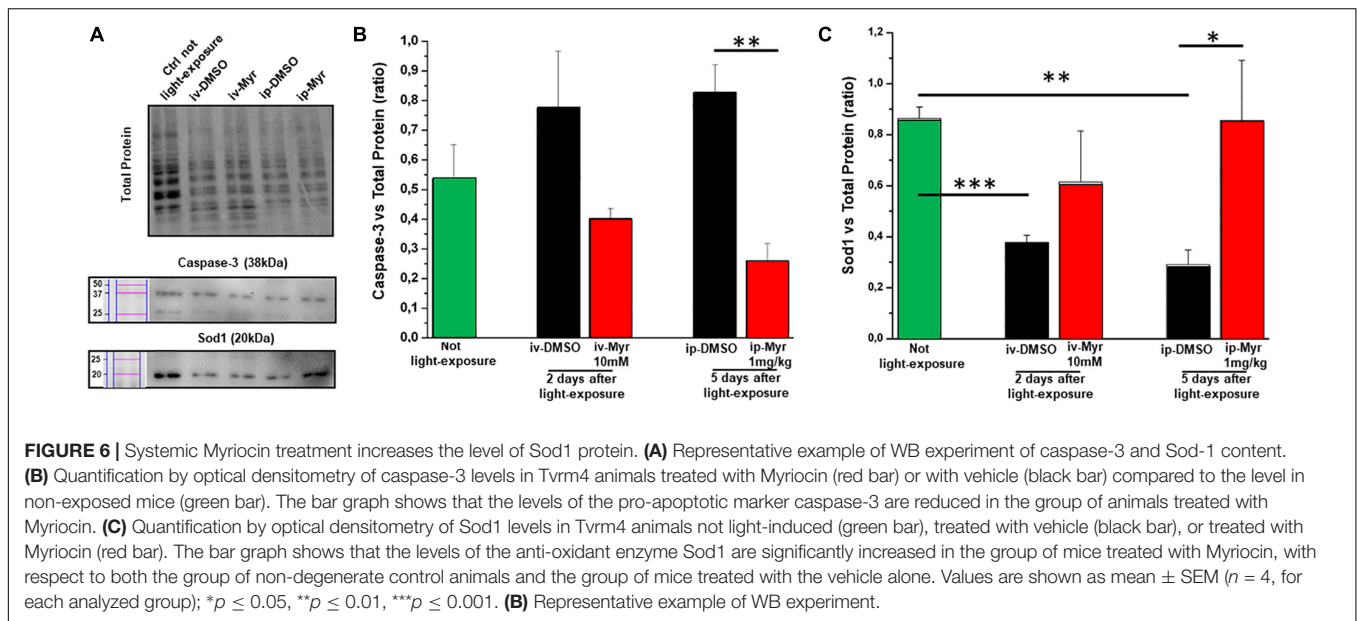 A
Ctrl not
light-exposure
iv-DMSO
iv-Myr
ip-DMSO
ip-Myr
Total Protein
Caspase-3 (38kDa)
50
37
25
Sod1 (20kDa)
25
20
B
Caspase-3 vs Total Protein (ratio)
1,0
0,9
0,8
0,7
0,6
0,5
0,4
0,3
0,2
0,1
0,0
**
Not
light-exposure
iv-DMSO
iv-Myr
10mM
2 days after
light-exposure
ip-DMSO
ip-Myr
1mg/kg
5 days after
light-exposure
C
Sod1 vs Total Protein (ratio)
1,2
1,0
0,8
0,6
0,4
0,2
0,0
*
**
***
Not
light-exposure
iv-DMSO
iv-Myr
10mM
2 days after
light-exposure
ip-DMSO
ip-Myr
1mg/kg
5 days after
light-exposure
FIGURE 6 | Systemic Myriocin treatment increases the level of Sod1 protein. (A) Representative example of WB experiment of caspase-3 and Sod-1 content.
(B) Quantification by optical densitometry of caspase-3 levels in Tvrm4 animals treated with Myriocin (red bar) or with vehicle (black bar) compared to the level in
non-exposed mice (green bar). The bar graph shows that the levels of the pro-apoptotic marker caspase-3 are reduced in the group of animals treated with
Myriocin. (C) Quantification by optical densitometry of Sod1 levels in Tvrm4 animals not light-induced (green bar), treated with vehicle (black bar), or treated with
Myriocin (red bar). The bar graph shows that the levels of the anti-oxidant enzyme Sod1 are significantly increased in the group of mice treated with Myriocin, with
respect to both the group of non-degenerate control animals and the group of mice treated with the vehicle alone. Values are shown as mean ± SEM (n = 4, for
each analyzed group); *p ≤ 0.05, **p ≤ 0.01, ***p ≤ 0.001. (B) Representative example of WB experiment.